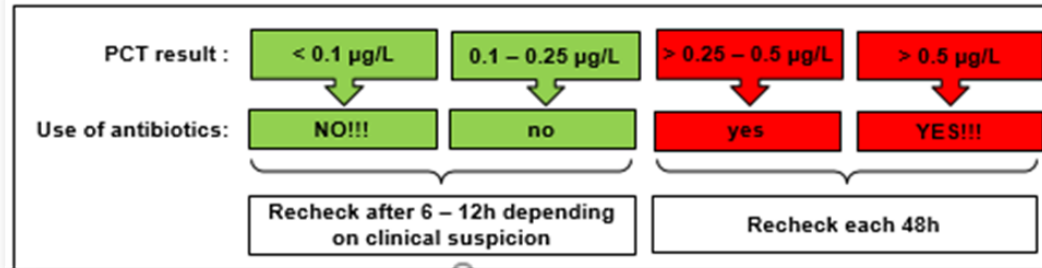 PCT result : < 0.1 µg/L 0.1 – 0.25 µg/L > 0.25 – 0.5 µg/L > 0.5 µg/L
Use of antibiotics: NO!!! no yes YES!!!
Recheck after 6 – 12h depending
on clinical suspicion
Recheck each 48h